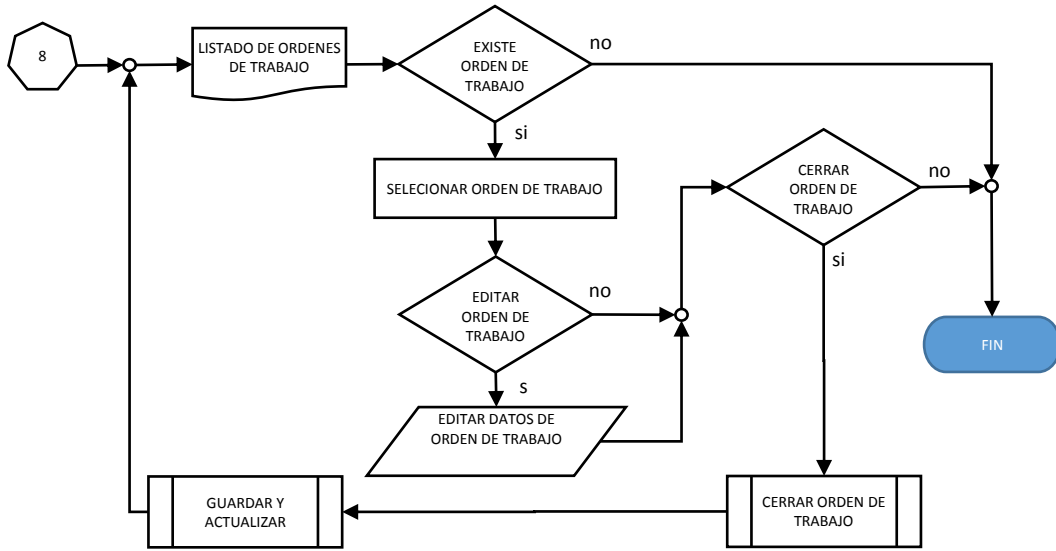 8
LISTADO DE ORDENES
DE TRABAJO
EXISTE
ORDEN DE
TRABAJO
no
si
SELECIONAR ORDEN DE TRABAJO
CERRAR
ORDEN DE
TRABAJO
no
si
EDITAR
ORDEN DE
TRABAJO
no
s
FIN
EDITAR DATOS DE
ORDEN DE TRABAJO
GUARDAR Y
ACTUALIZAR
CERRAR ORDEN DE
TRABAJO